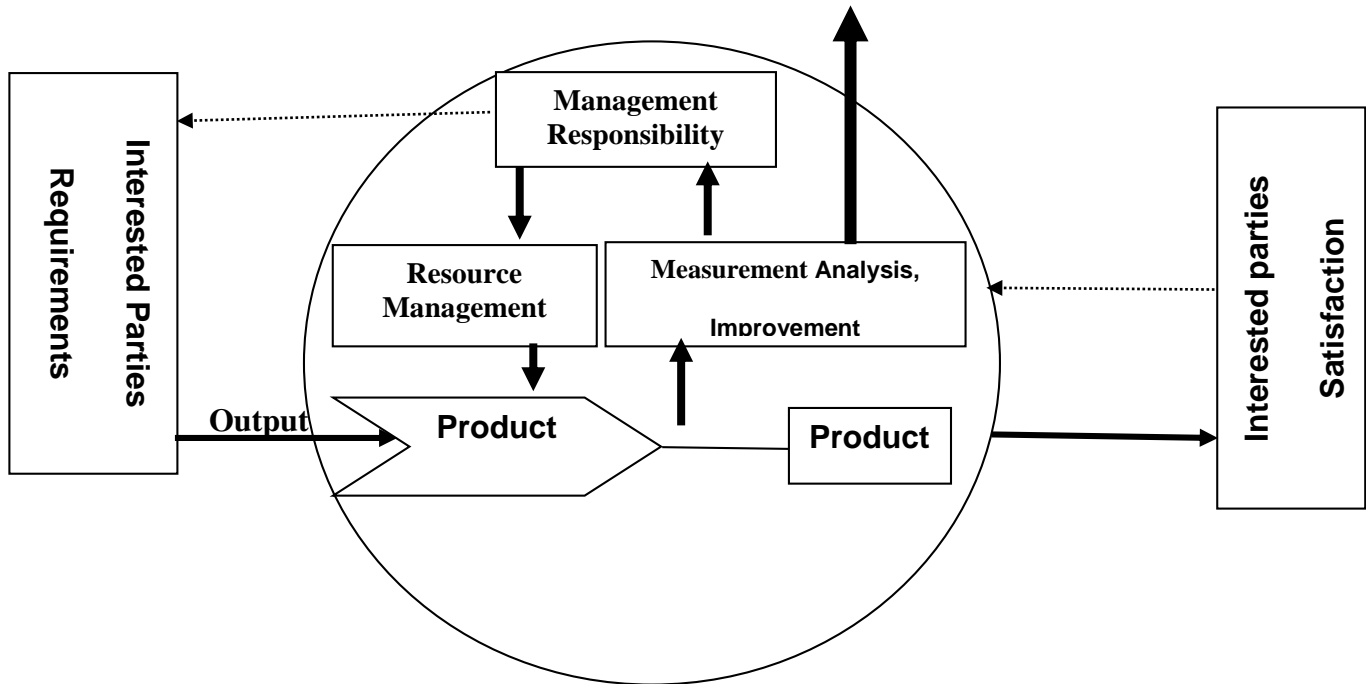 Management
Responsibility
Interested Parties
Requirements
Resource
Management
Measurement Analysis,
Improvement
Interested parties
Satisfaction
Output
Product
Product